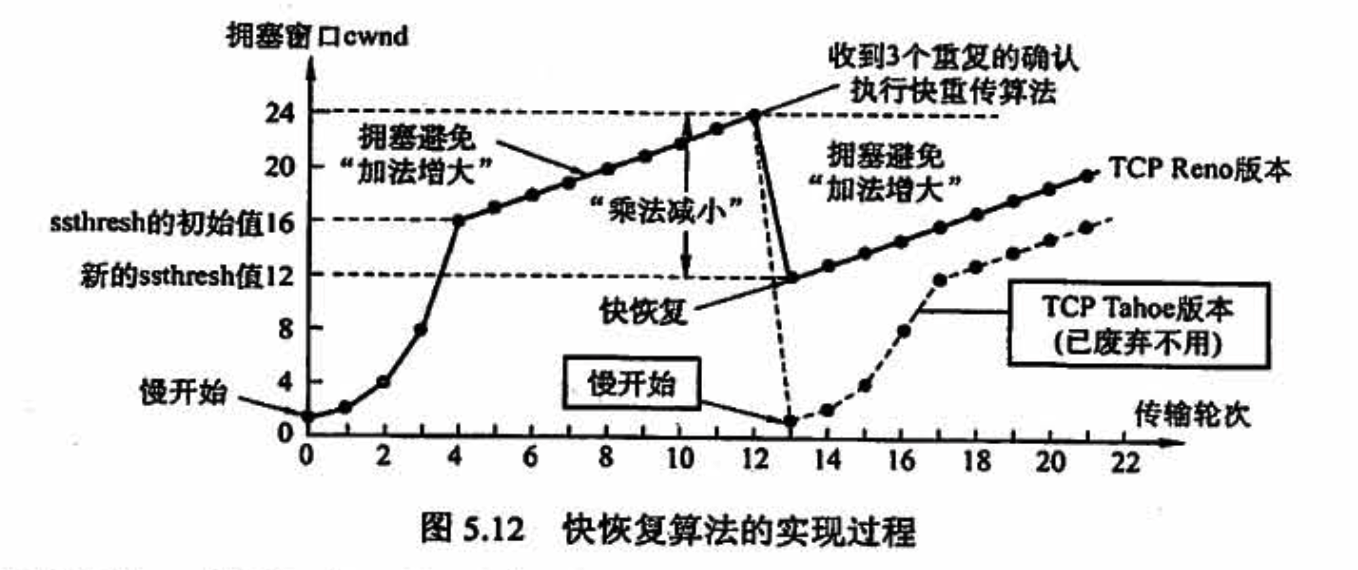 拥塞窗口cwnd
收到3个重复的确认
执行快重传算法
24
拥塞避免
“加法增大”
拥塞避免
“加法增大”
20
TCP Reno版本
“乘法减小”
ssthresh的初始值16
新的ssthresh值12
快恢复
TCP Tahoe版本
(已废弃不用)
8
慢开始
4
慢开始
传输轮次
0
0 2 4 6 8 10 12 14 16 18 20 22
图 5.12 快恢复算法的实现过程